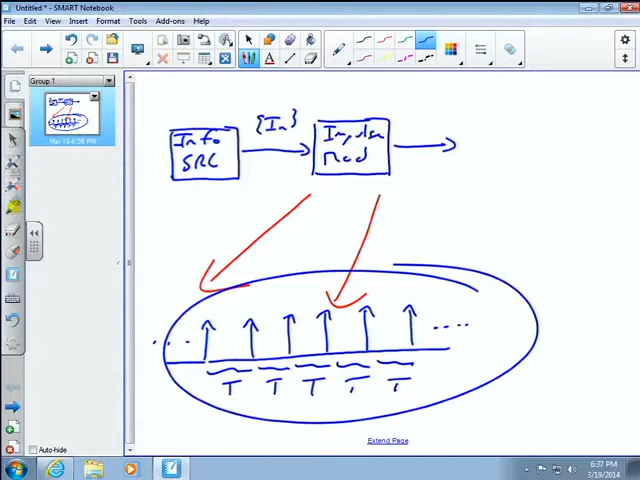 Untitled * - SMART Notebook
File Edit View Insert Format Tools Add-ons Help
Group 1
Mar 19-6:28 PM
{In}
Info
SRC
Impulse
Mod
T T T T T
Extend Page
Auto-hide
6:37 PM
3/19/2014